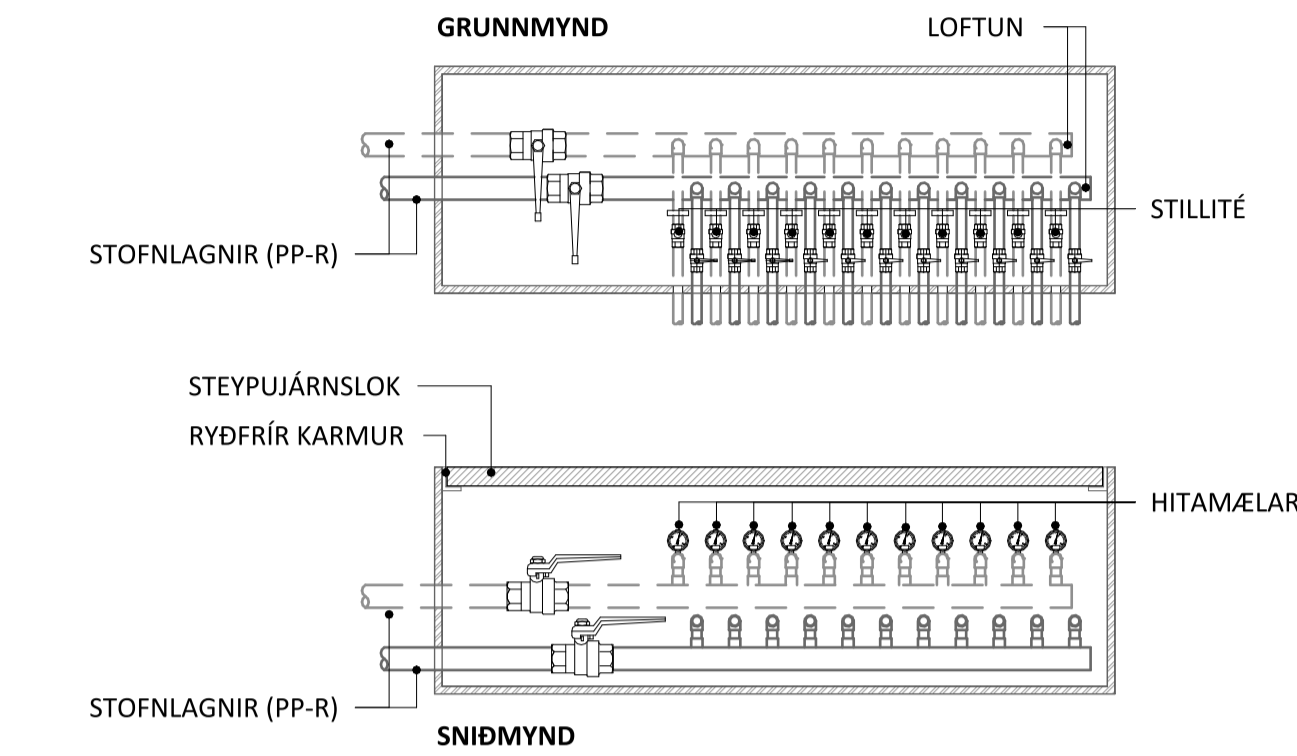 GRUNNMYND
LOFTUN
STILLITÉ
STOFNLAGNIR (PP-R)
STEYPUJÁRNSLOK
RYÐFRÍR KARMUR
HITAMÆLAR
STOFNLAGNIR (PP-R)
SNIÐMYND